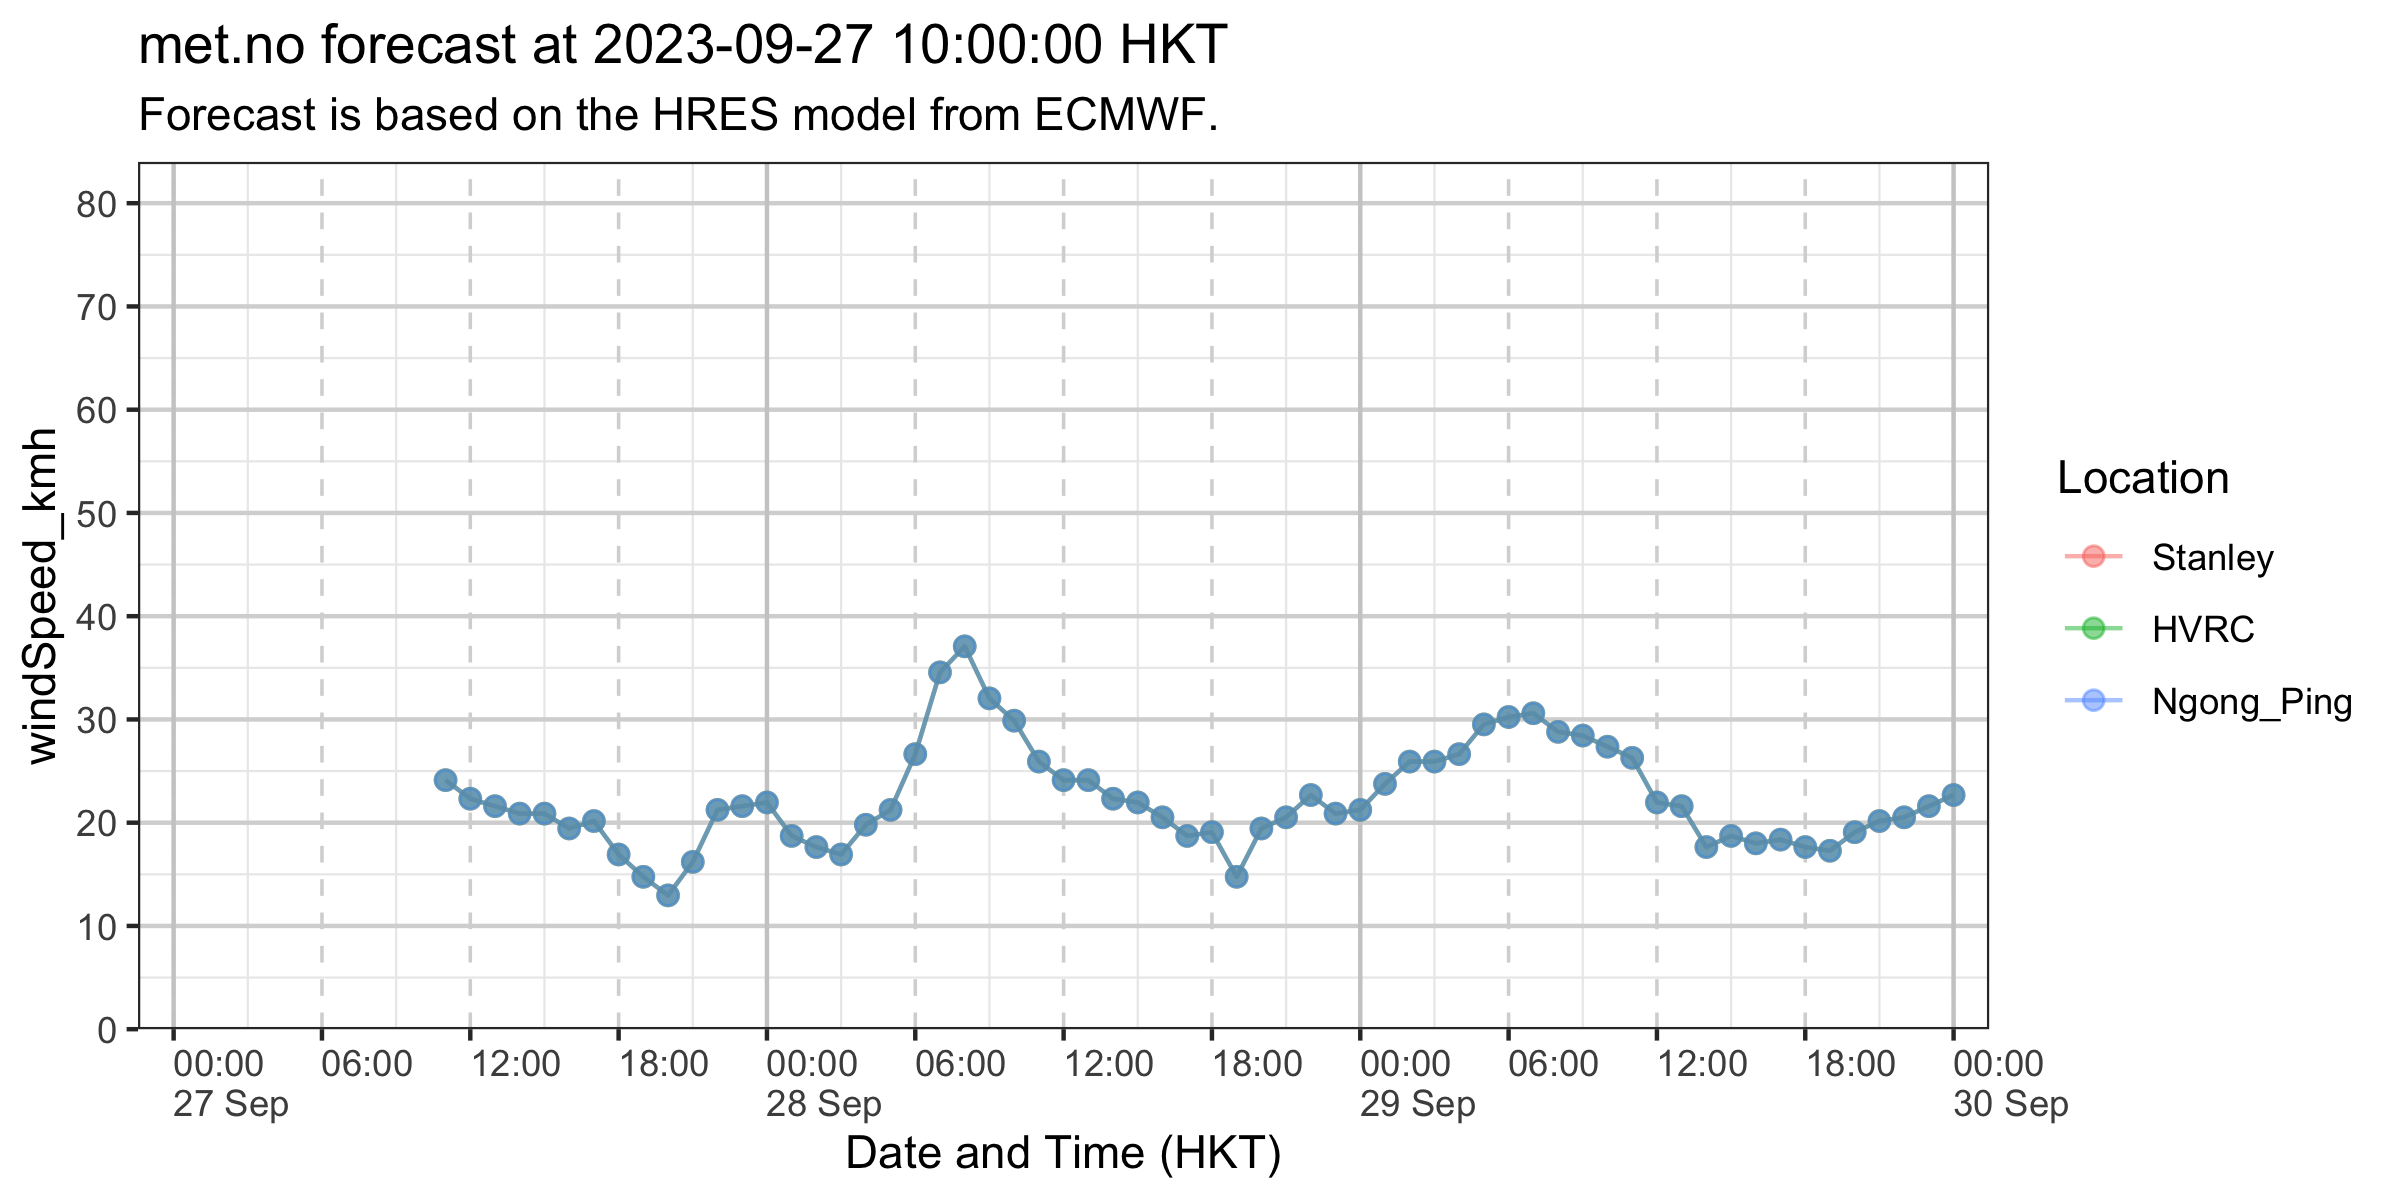 met.no forecast at 2023-09-27 10:00:00 HKT
Forecast is based on the HRES model from ECMWF.
windSpeed_kmh
80
70
60
50
40
30
20
10
0
00:00 06:00 12:00 18:00 00:00 06:00 12:00 18:00 00:00 06:00 12:00 18:00 00:00
27 Sep 28 Sep 29 Sep 30 Sep
Date and Time (HKT)
Location
Stanley
HVRC
Ngong_Ping